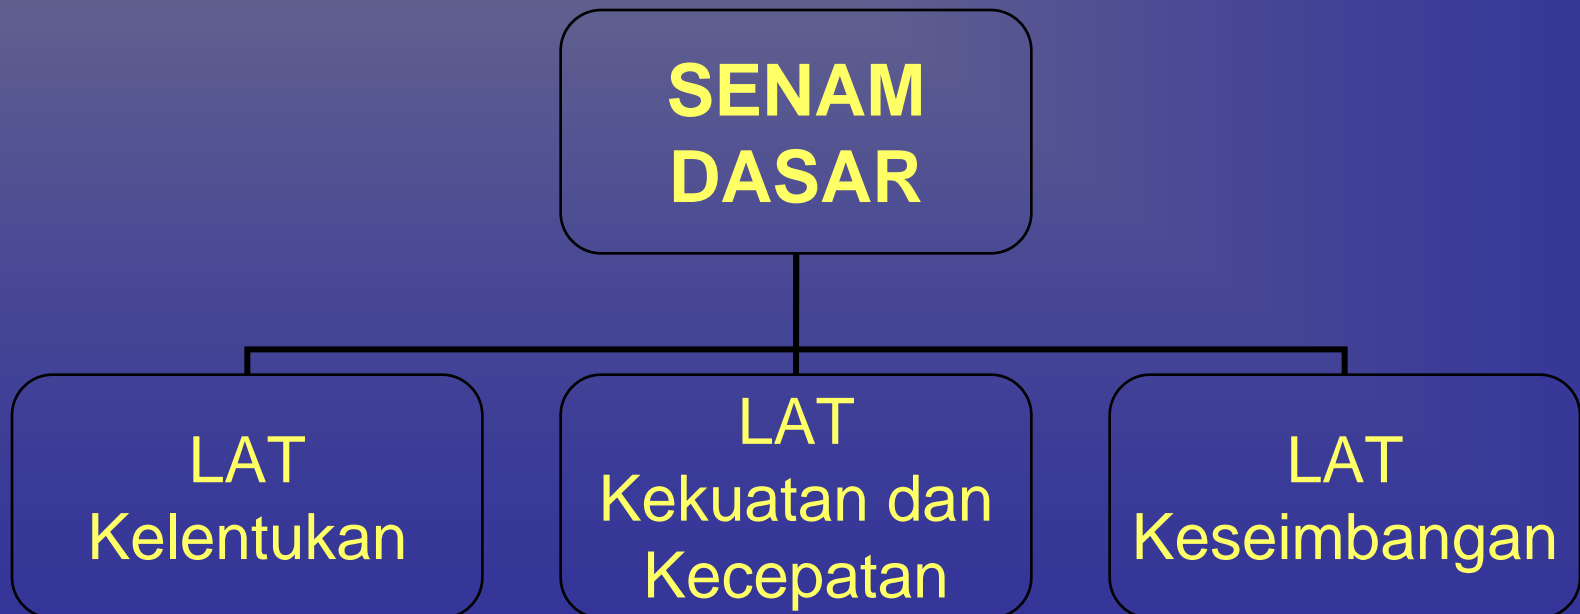 SENAM
DASAR
LAT
Kelentukan
LAT
Kekuatan dan
Kecepatan
LAT
Keseimbangan